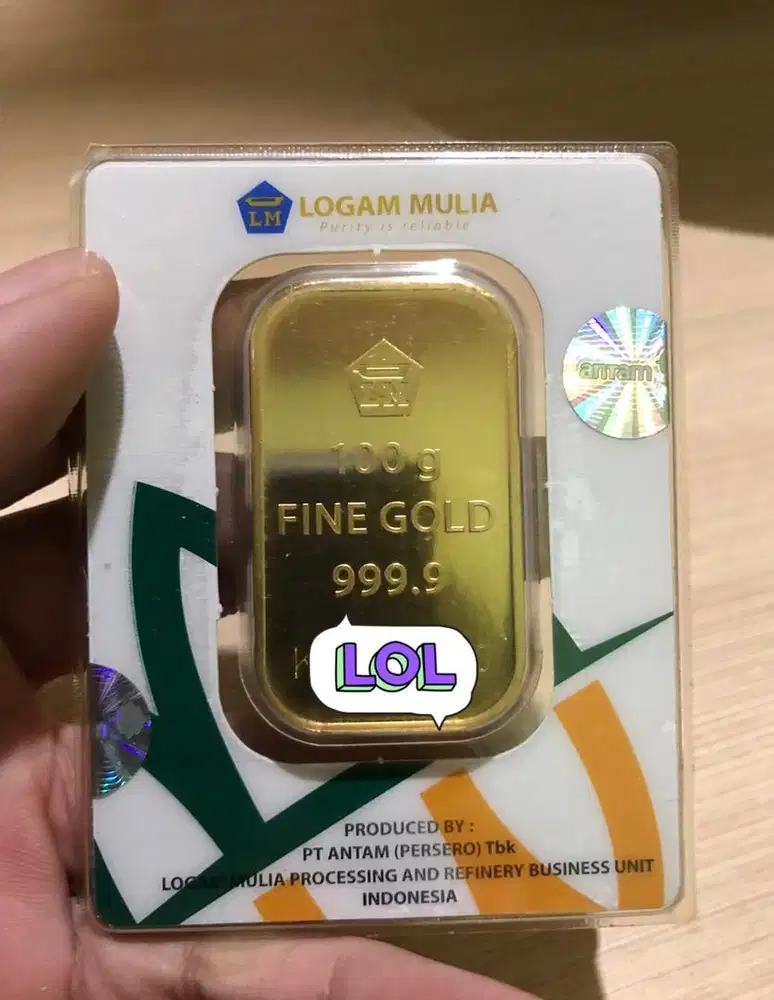 LM
LOGAM MULIA
Purity is reliable
antam
LM
100 g
FINE GOLD
999.9
LOL
PRODUCED BY :
PT ANTAM (PERSERO) Tbk
LOGAM MULIA PROCESSING AND REFINERY BUSINESS UNIT
INDONESIA